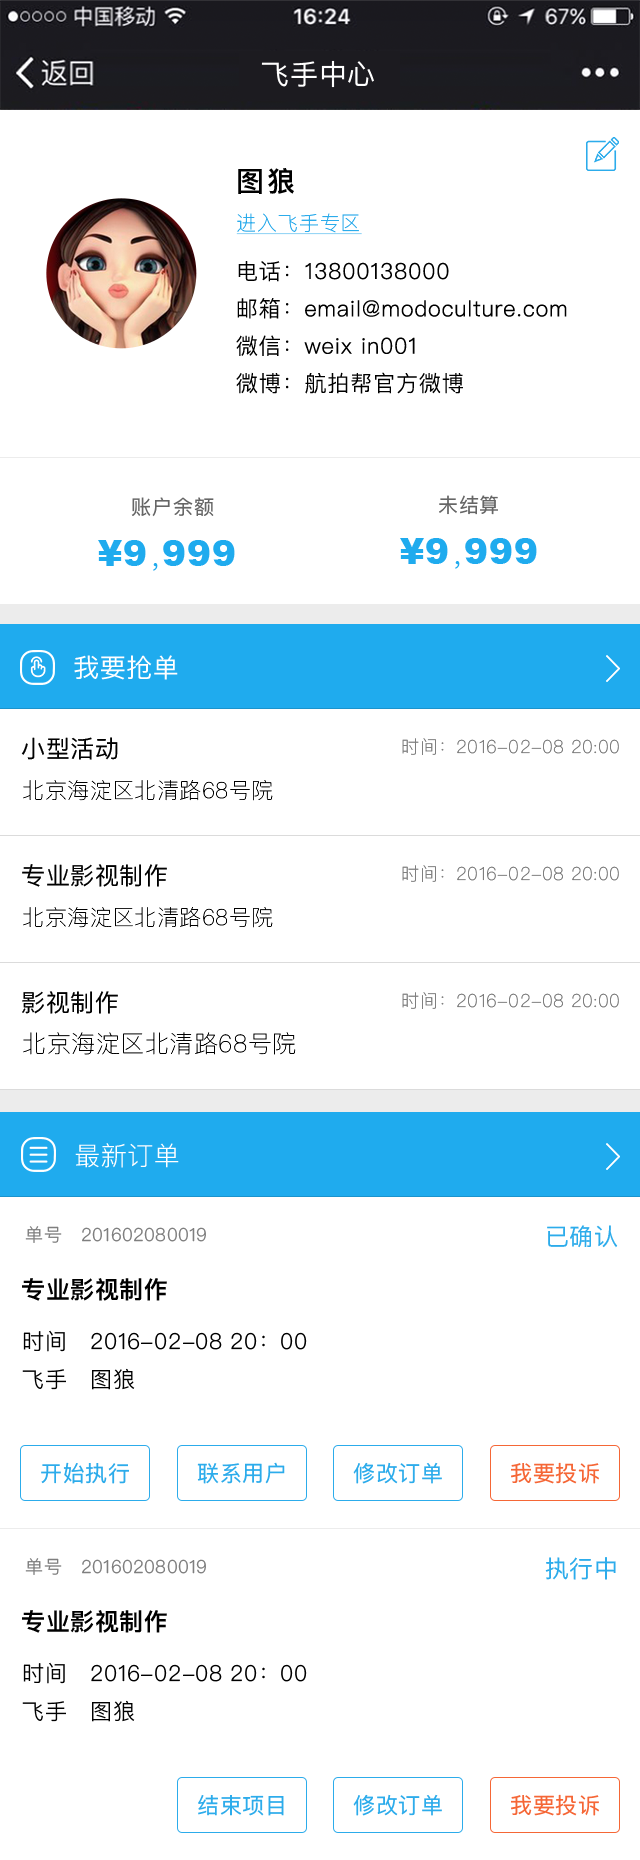 中国移动 16:24 67%
返回 飞手中心
图狼
进入飞手专区
电话：13800138000
邮箱：email@modoculture.com
微信：weix in001
微博：航拍帮官方微博
账户余额 未结算
¥9,999 ¥9,999
我要抢单
小型活动 时间：2016-02-08 20:00
北京海淀区北清路68号院
专业影视制作 时间：2016-02-08 20:00
北京海淀区北清路68号院
影视制作 时间：2016-02-08 20:00
北京海淀区北清路68号院
最新订单
单号 201602080019 已确认
专业影视制作
时间 2016-02-08 20：00
飞手 图狼
开始执行 联系用户 修改订单 我要投诉
单号 201602080019 执行中
专业影视制作
时间 2016-02-08 20：00
飞手 图狼
结束项目 修改订单 我要投诉